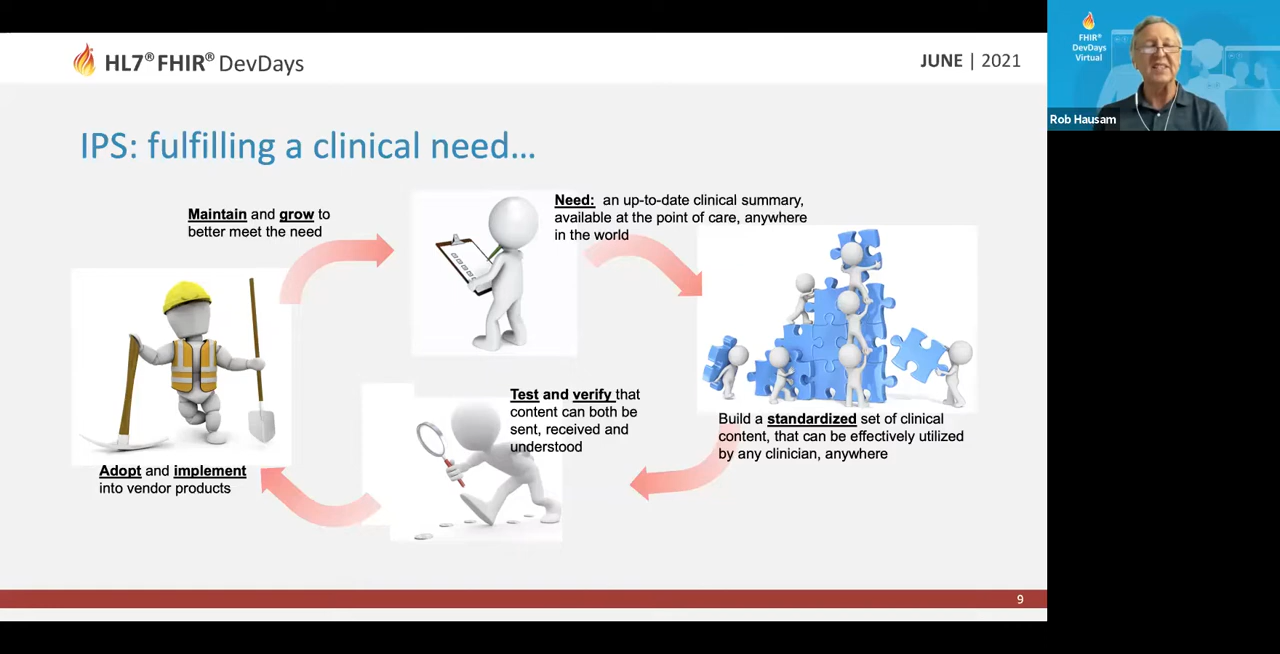 HL7® FHIR® DevDays
JUNE | 2021
FHIR®
DevDays
Virtual
Rob Hausam
IPS: fulfilling a clinical need…
Maintain and grow to
better meet the need
Need: an up-to-date clinical summary,
available at the point of care, anywhere
in the world
Build a standardized set of clinical
content, that can be effectively utilized
by any clinician, anywhere
Test and verify that
content can both be
sent, received and
understood
Adopt and implement
into vendor products
9